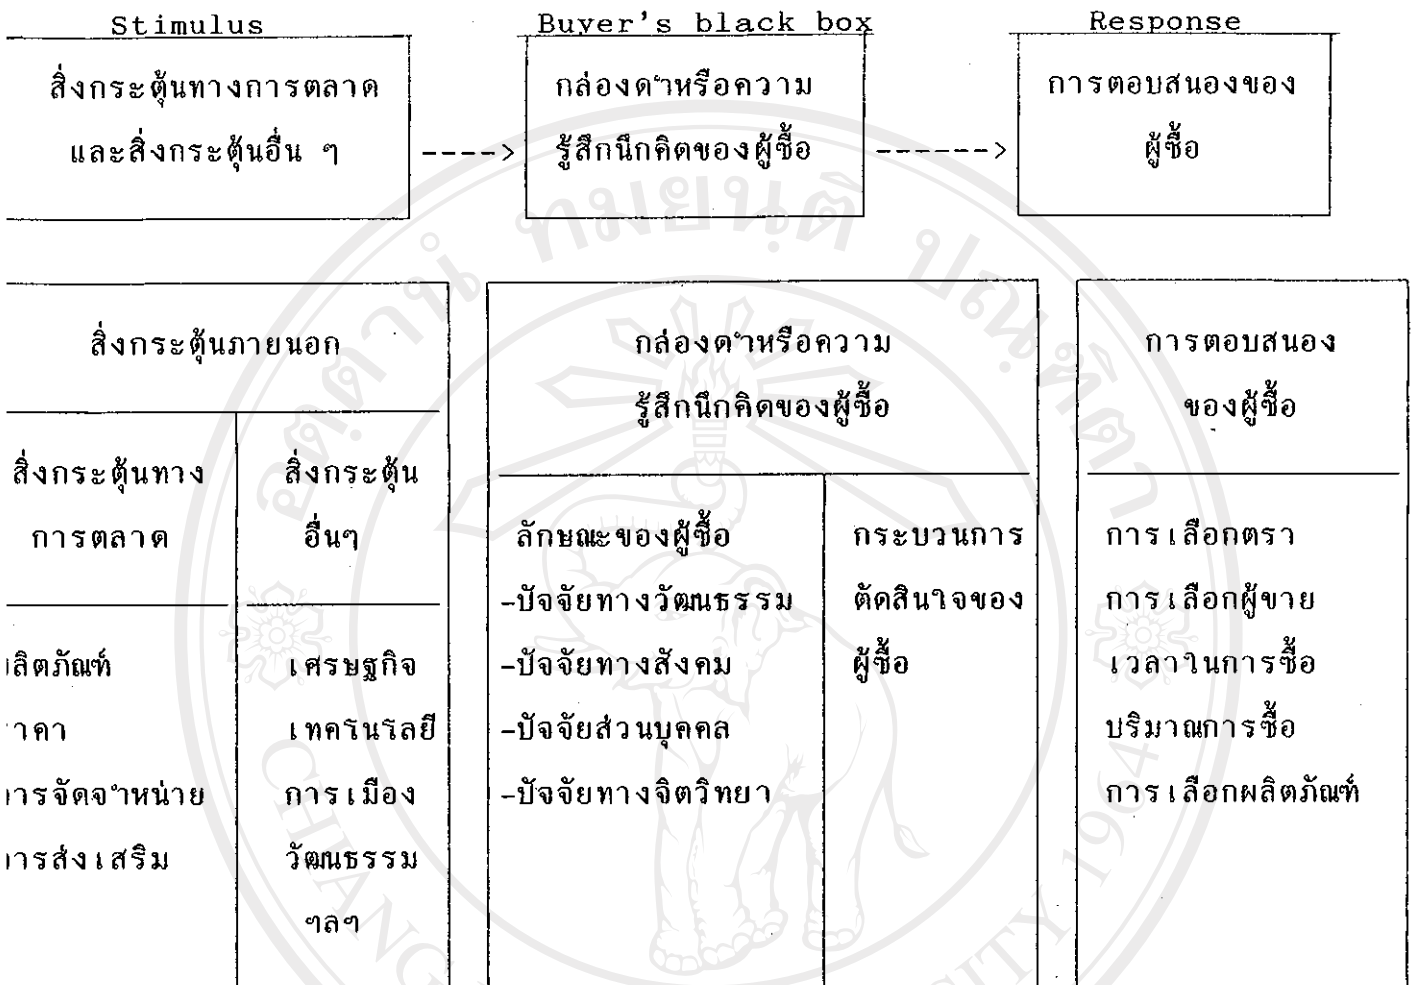 Stimulus
Buyer's black box
Response
สิ่งกระตุ้นทางการตลาด
และสิ่งกระตุ้นอื่น ๆ
---->
กล่องดำหรือความ
รู้สึกนึกคิดของผู้ซื้อ
------>
การตอบสนองของ
ผู้ซื้อ
สิ่งกระตุ้นภายนอก
สิ่งกระตุ้นทาง
การตลาด
ลิตภัณฑ์
าคา
ารจัดจำหน่าย
ารส่งเสริม
สิ่งกระตุ้น
อื่นๆ
เศรษฐกิจ
เทคโนโลยี
การเมือง
วัฒนธรรม
ฯลฯ
กล่องดำหรือความ
รู้สึกนึกคิดของผู้ซื้อ
ลักษณะของผู้ซื้อ
-ปัจจัยทางวัฒนธรรม
-ปัจจัยทางสังคม
-ปัจจัยส่วนบุคคล
-ปัจจัยทางจิตวิทยา
กระบวนการ
ตัดสินใจของ
ผู้ซื้อ
การตอบสนอง
ของผู้ซื้อ
การเลือกตรา
การเลือกผู้ขาย
เวลาในการซื้อ
ปริมาณการซื้อ
การเลือกผลิตภัณฑ์
อตฺตานํ ทมยนฺติ ปณฺฑิตา
1964